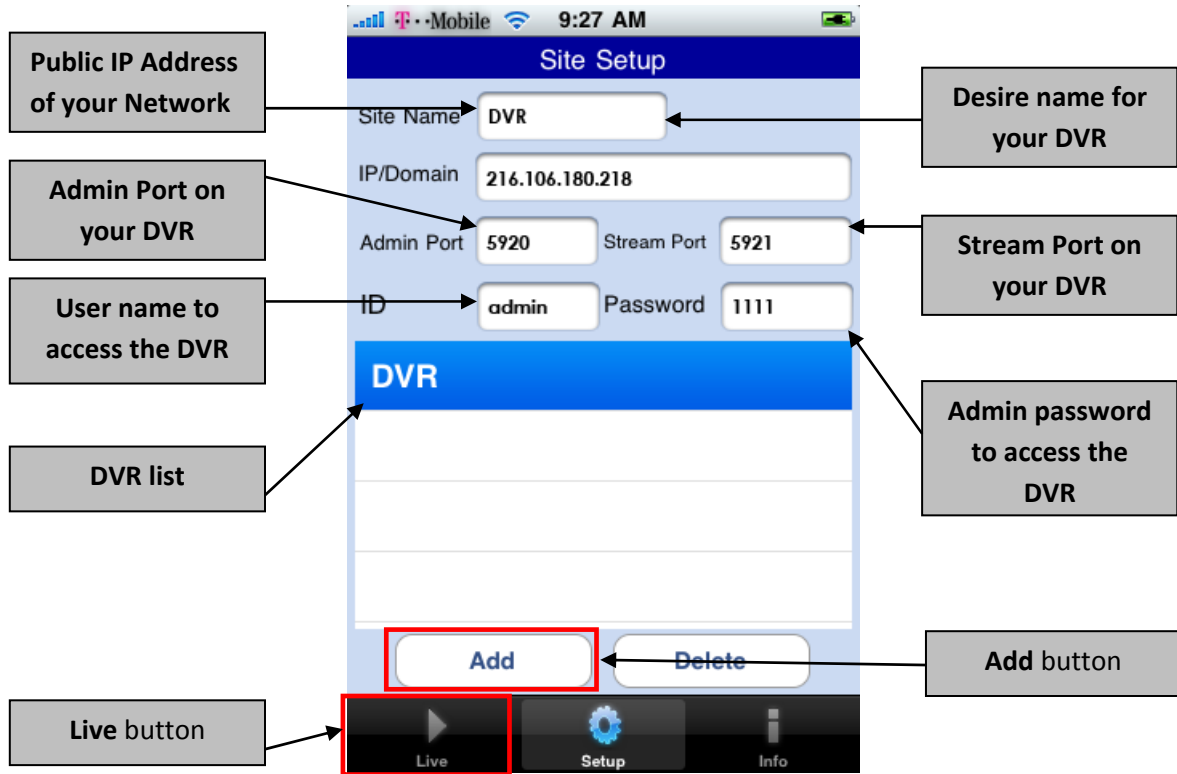 T··Mobile 9:27 AM
Site Setup
Public IP Address
of your Network
Site Name DVR
Desire name for
your DVR
IP/Domain 216.106.180.218
Admin Port on
your DVR
Admin Port 5920 Stream Port 5921
Stream Port on
your DVR
User name to
access the DVR
ID admin Password 1111
DVR
Admin password
to access the
DVR
DVR list
Add Delete
Add button
Live button
Live Setup Info